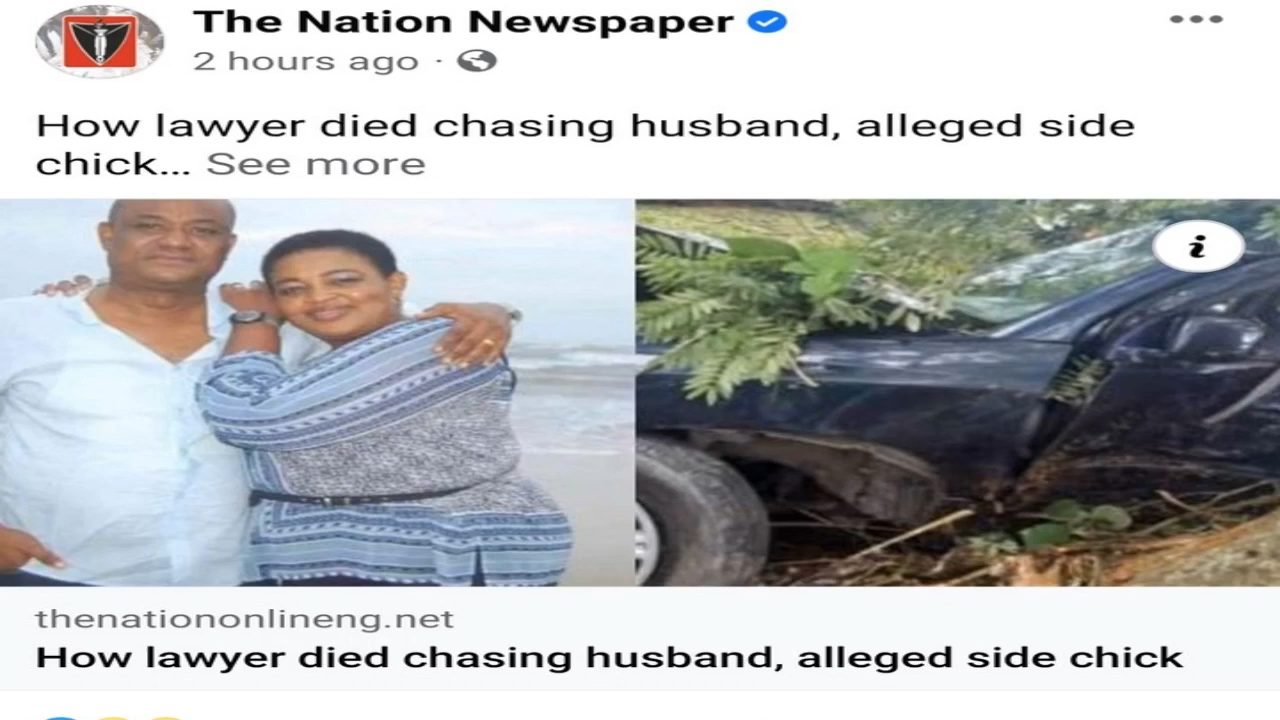 The Nation Newspaper
2 hours ago ·
How lawyer died chasing husband, alleged side
chick... See more
i
thenationonlineng.net
How lawyer died chasing husband, alleged side chick